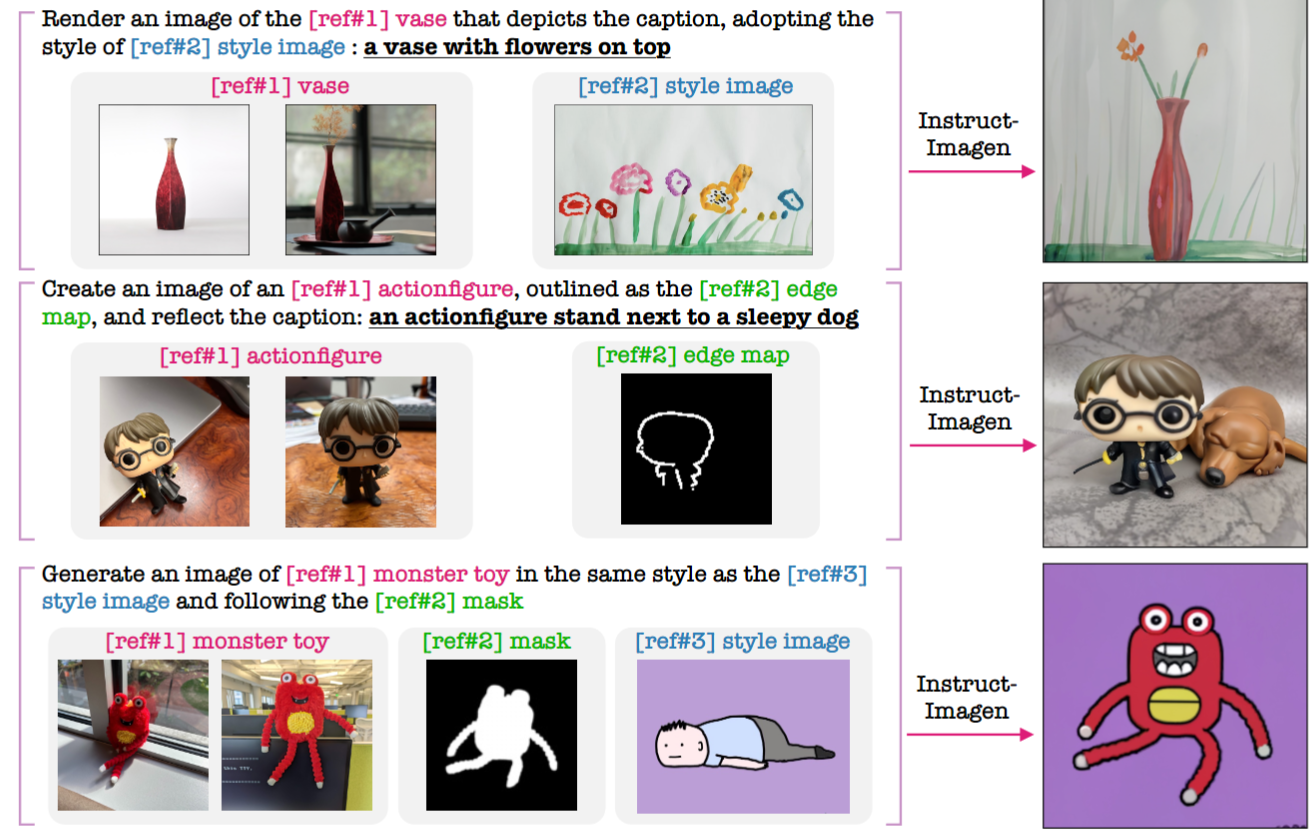 Render an image of the [ref#1] vase that depicts the caption, adopting the
style of [ref#2] style image : a vase with flowers on top
[ref#1] vase
[ref#2] style image
Instruct-
Imagen
Create an image of an [ref#1] actionfigure, outlined as the [ref#2] edge
map, and reflect the caption: an actionfigure stand next to a sleepy dog
[ref#1] actionfigure
[ref#2] edge map
Instruct-
Imagen
Generate an image of [ref#1] monster toy in the same style as the [ref#3]
style image and following the [ref#2] mask
[ref#1] monster toy
[ref#2] mask
[ref#3] style image
Instruct-
Imagen